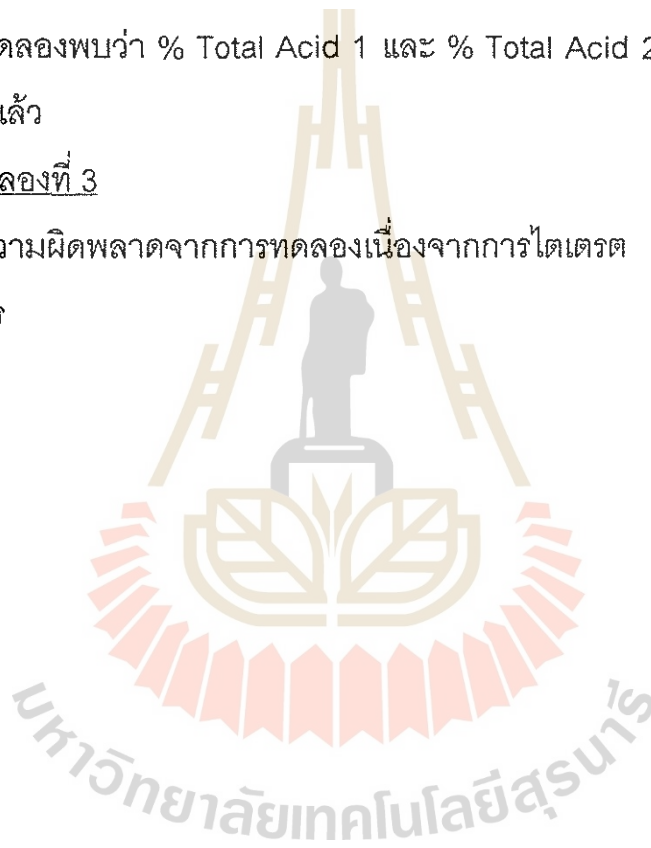 ดลองพบว่า % Total Acid 1 และ % Total Acid 2
แล้ว
ลองที่ 3
วามผิดพลาดจากการทดลองเนื่องจากการไตเตรต
ร
มหาวิทยาลัยเทคโนโลยีสุรนารี